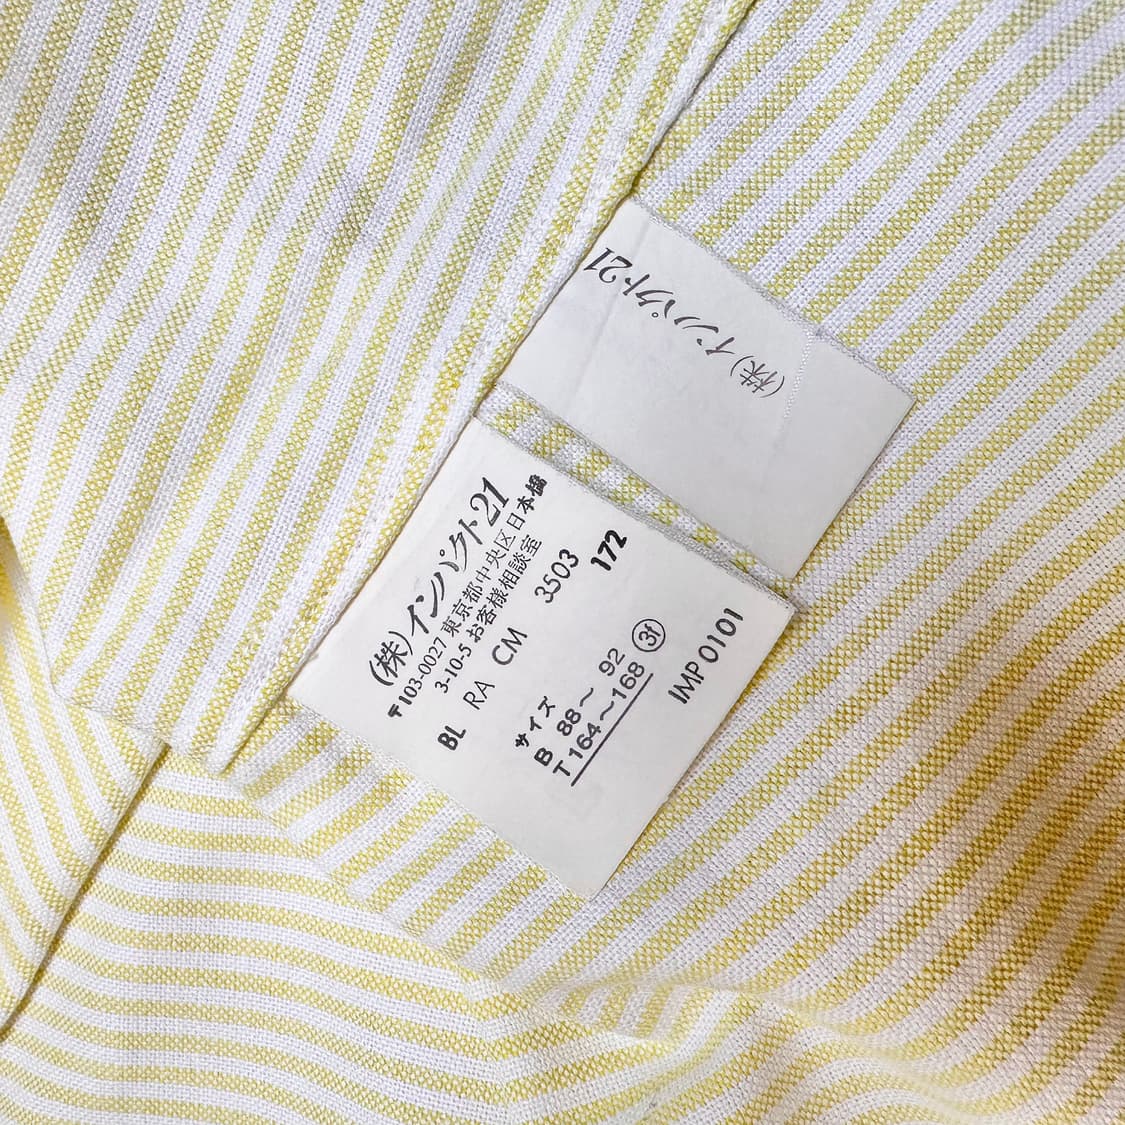 (株)インパクト21
(株)インパクト21
〒103-0027 東京都中央区日本橋
3-10-5 お客様相談室
BL RA CM 3503 172
サイズ
B 88～ 92
T 164～168 3f
IMP0101